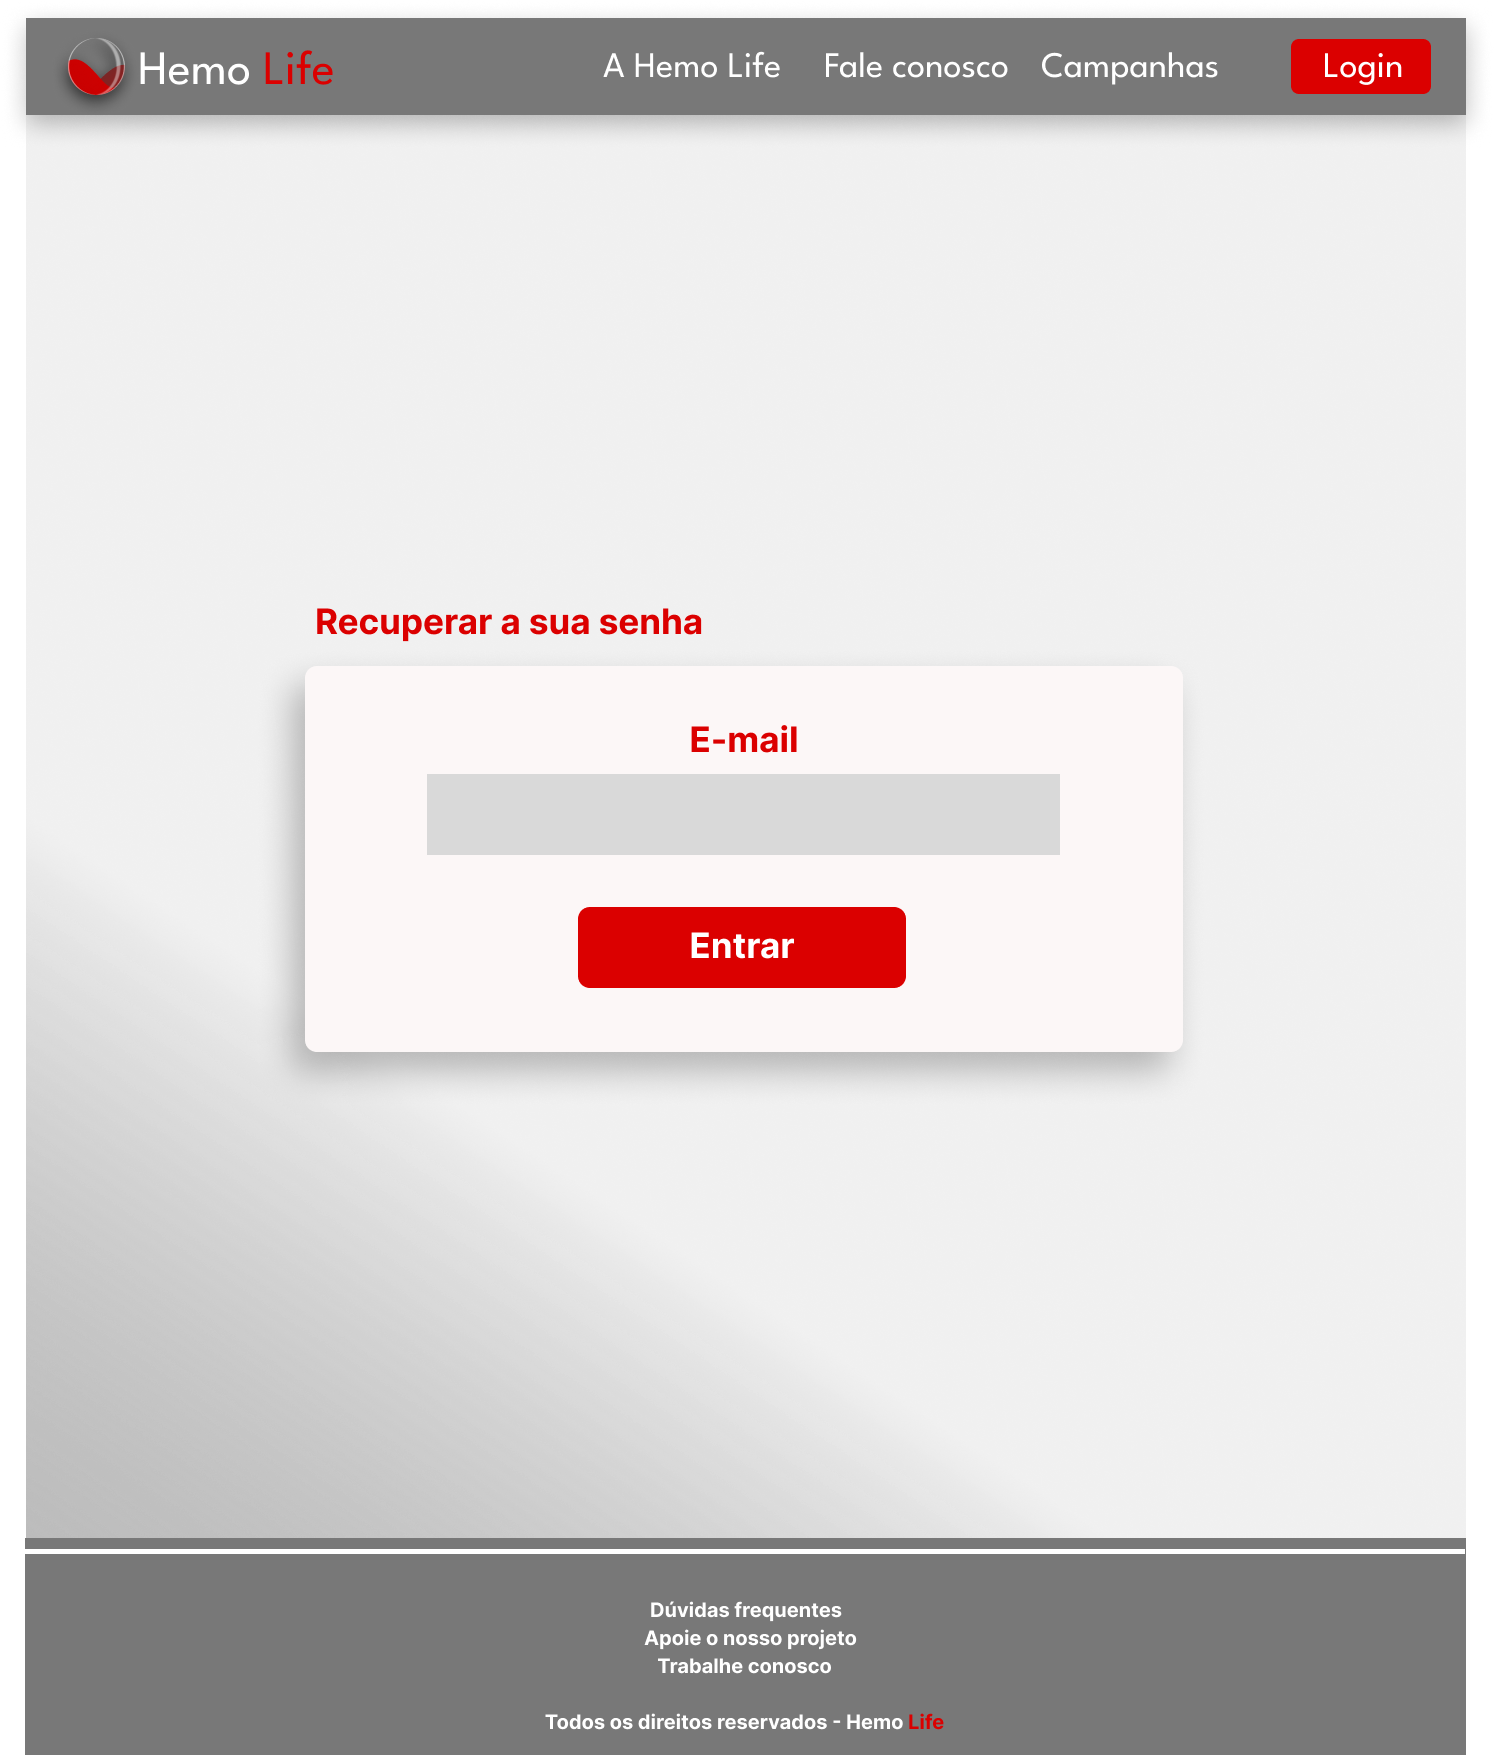 Hemo Life
A Hemo Life
Fale conosco
Campanhas
Login
Recuperar a sua senha
E-mail
Entrar
Dúvidas frequentes
Apoie o nosso projeto
Trabalhe conosco
Todos os direitos reservados - Hemo Life